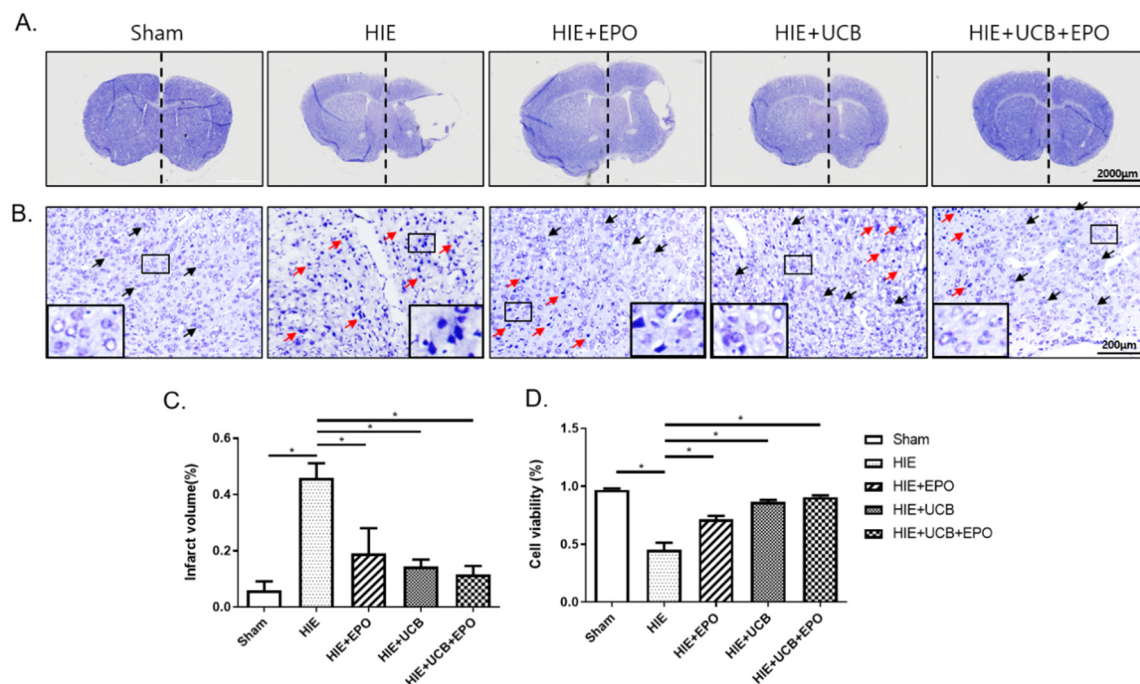 A.
Sham
HIE
HIE+EPO
HIE+UCB
HIE+UCB+EPO
2000μm
B.
200μm
C.
Infarct volume(%)
0.6
0.4
0.2
0.0
*
*
*
*
Sham
HIE
HIE+EPO
HIE+UCB
HIE+UCB+EPO
D.
Cell viability (%)
1.5
1.0
0.5
0.0
*
*
*
*
Sham
HIE
HIE+EPO
HIE+UCB
HIE+UCB+EPO
Sham
HIE
HIE+EPO
HIE+UCB
HIE+UCB+EPO